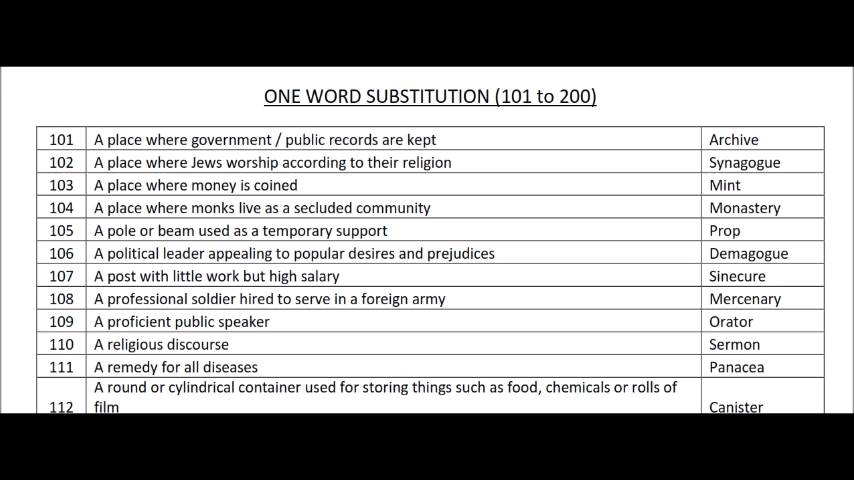 ONE WORD SUBSTITUTION (101 to 200)
101 A place where government / public records are kept Archive
102 A place where Jews worship according to their religion Synagogue
103 A place where money is coined Mint
104 A place where monks live as a secluded community Monastery
105 A pole or beam used as a temporary support Prop
106 A political leader appealing to popular desires and prejudices Demagogue
107 A post with little work but high salary Sinecure
108 A professional soldier hired to serve in a foreign army Mercenary
109 A proficient public speaker Orator
110 A religious discourse Sermon
111 A remedy for all diseases Panacea
A round or cylindrical container used for storing things such as food, chemicals or rolls of
112 film Canister